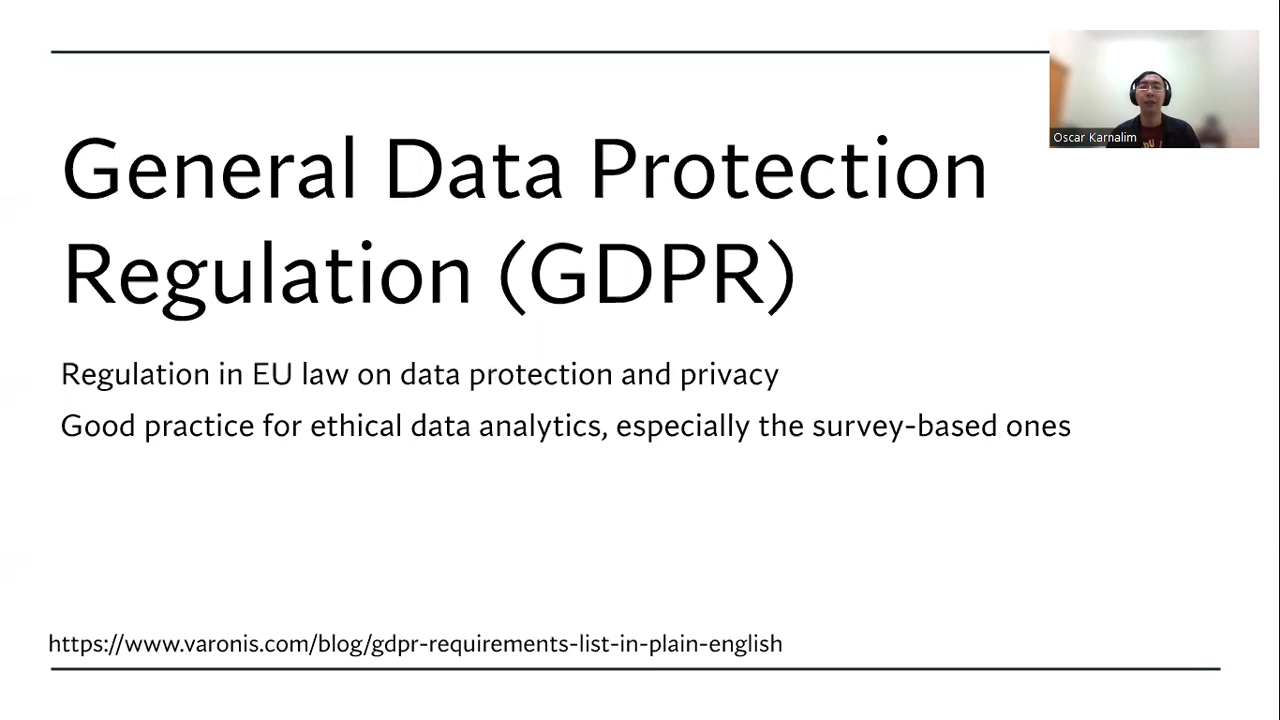 General Data Protection
Regulation (GDPR)
Oscar Karnalim
Regulation in EU law on data protection and privacy
Good practice for ethical data analytics, especially the survey-based ones
https://www.varonis.com/blog/gdpr-requirements-list-in-plain-english